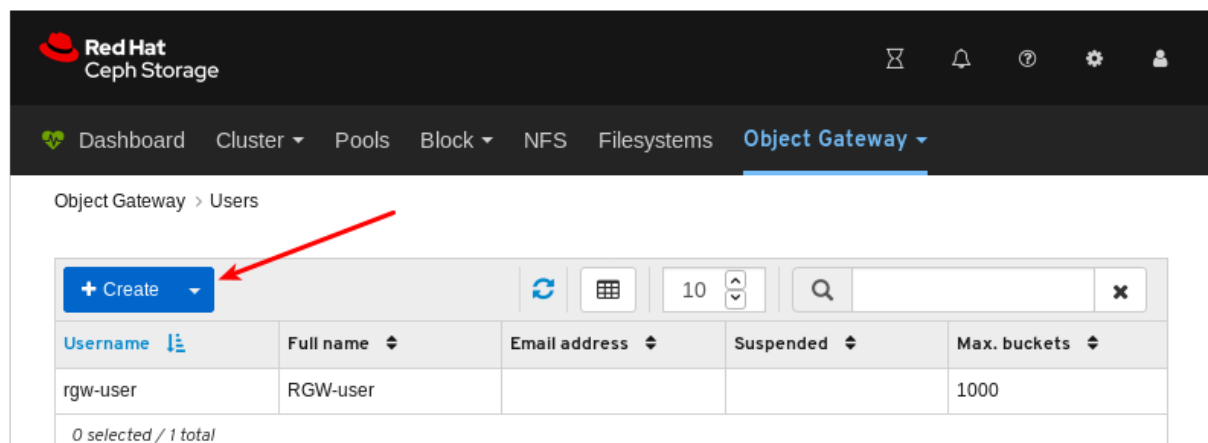 Red Hat
Ceph Storage
Dashboard Cluster Pools Block NFS Filesystems Object Gateway
Object Gateway > Users
+ Create 10
Username Full name Email address Suspended Max. buckets
rgw-user RGW-user 1000
0 selected / 1 total